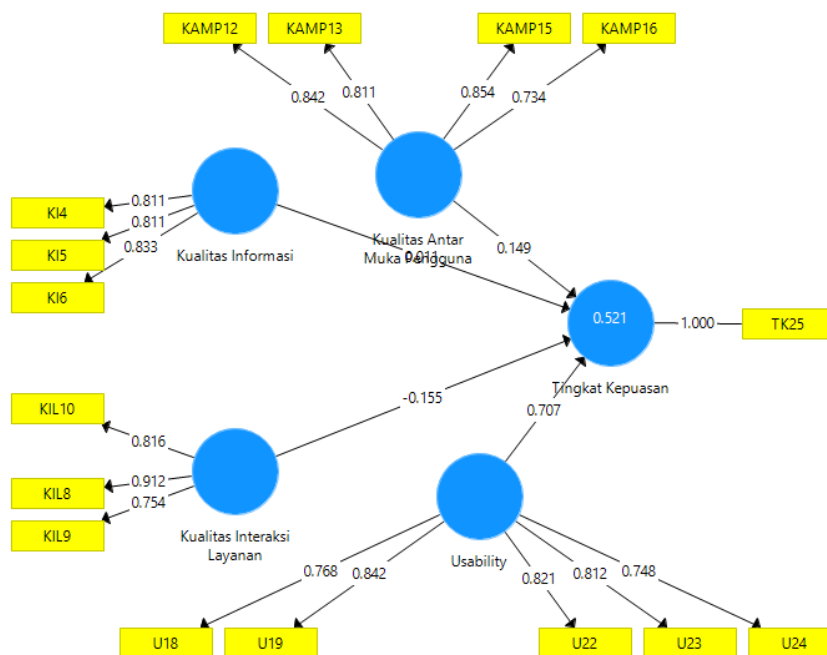 KAMP12
KAMP13
KAMP15
KAMP16
0.842
0.811
0.854
0.734
KI4
KI5
KI6
0.811
0.811
0.833
Kualitas Informasi
Kualitas Antar
Muka Pengguna
0.011
0.149
0.521
1.000
TK25
Tingkat Kepuasan
KIL10
KIL8
KIL9
0.816
0.912
0.754
-0.155
0.707
Kualitas Interaksi
Layanan
Usability
0.768
0.842
0.821
0.812
0.748
U18
U19
U22
U23
U24